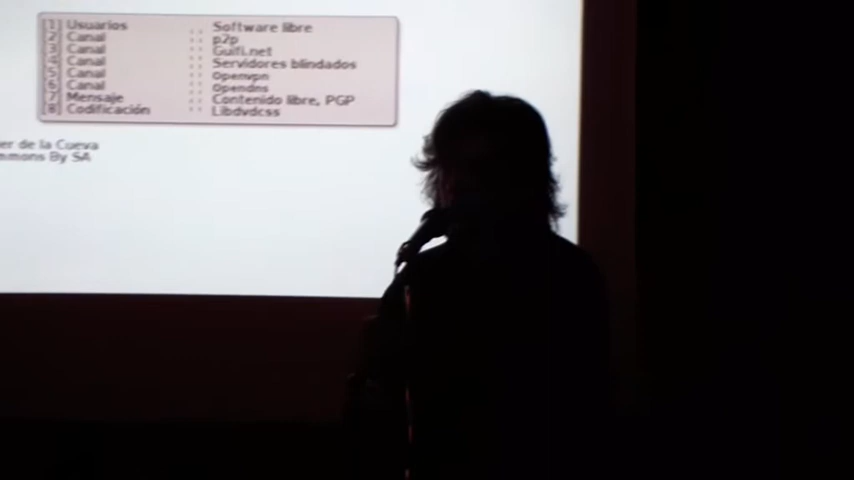 [1] Usuarios :: Software libre
[2] Canal :: p2p
[3] Canal :: Guifi.net
[4] Canal :: Servidores blindados
[5] Canal :: Openvpn
[6] Canal :: Opendns
[7] Mensaje :: Contenido libre, PGP
[8] Codificación :: Libdvdcss
er de la Cueva
mmons By SA